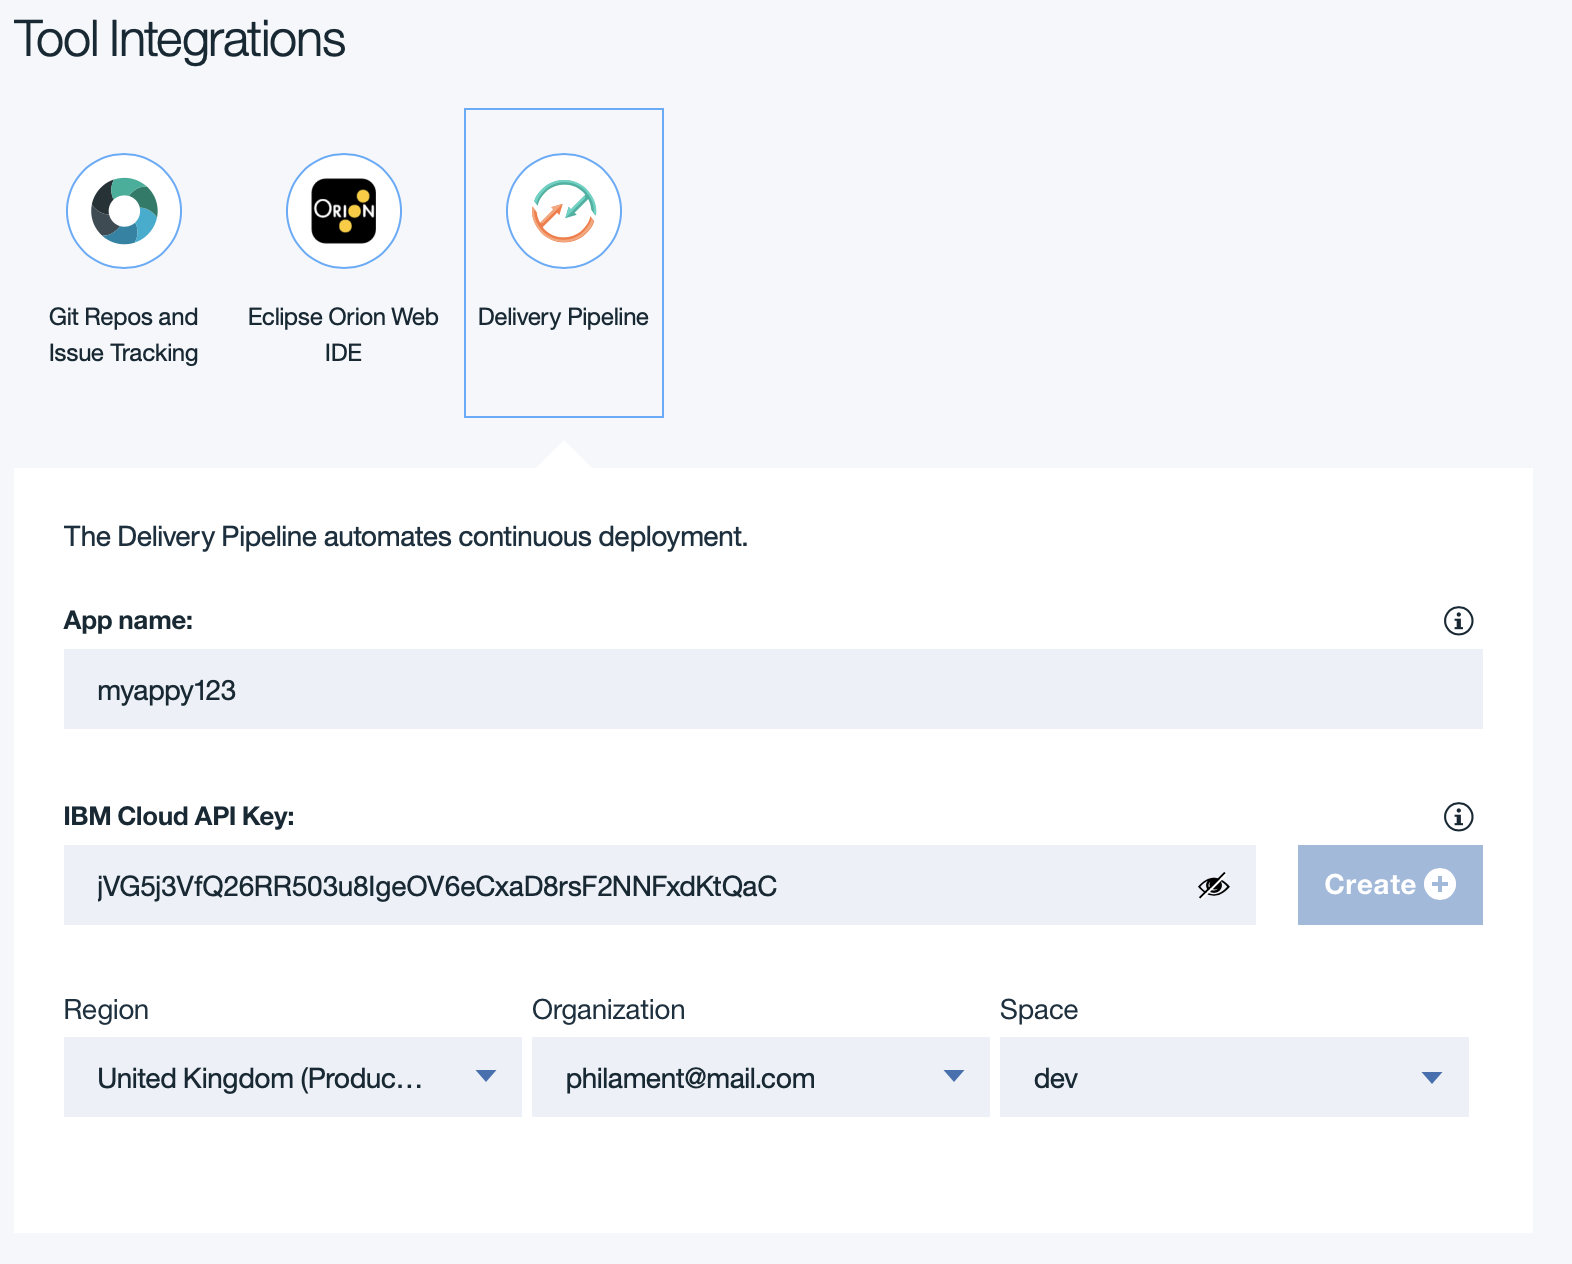 Tool Integrations
ORION
Git Repos and
Issue Tracking
Eclipse Orion Web
IDE
Delivery Pipeline
The Delivery Pipeline automates continuous deployment.
App name:
myappy123
IBM Cloud API Key:
jVG5j3VfQ26RR503u8IgeOV6eCxaD8rsF2NNFxdKtQaC
Create
Region
Organization
Space
United Kingdom (Produc...
philament@mail.com
dev